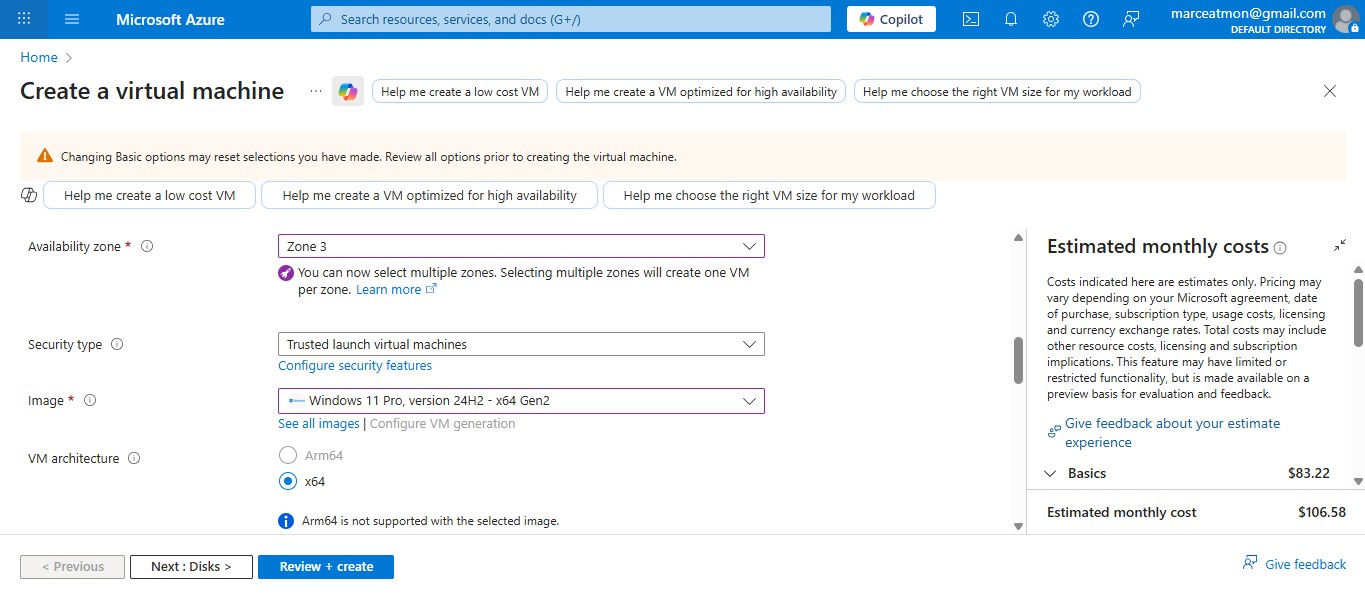 Microsoft Azure
Search resources, services, and docs (G+/)
Copilot
marceatmon@gmail.com
DEFAULT DIRECTORY
Home >
Create a virtual machine
...
Help me create a low cost VM
Help me create a VM optimized for high availability
Help me choose the right VM size for my workload
Changing Basic options may reset selections you have made. Review all options prior to creating the virtual machine.
Help me create a low cost VM
Help me create a VM optimized for high availability
Help me choose the right VM size for my workload
Availability zone *
Zone 3
You can now select multiple zones. Selecting multiple zones will create one VM
per zone. Learn more
Security type
Trusted launch virtual machines
Configure security features
Image *
Windows 11 Pro, version 24H2 - x64 Gen2
See all images | Configure VM generation
VM architecture
Arm64
x64
Arm64 is not supported with the selected image.
Estimated monthly costs
Costs indicated here are estimates only. Pricing may
vary depending on your Microsoft agreement, date
of purchase, subscription type, usage costs, licensing
and currency exchange rates. Total costs may include
other resource costs, licensing and subscription
implications. This feature may have limited or
restricted functionality, but is made available on a
preview basis for evaluation and feedback.
Give feedback about your estimate
experience
Basics $83.22
Estimated monthly cost $106.58
< Previous
Next : Disks >
Review + create
Give feedback